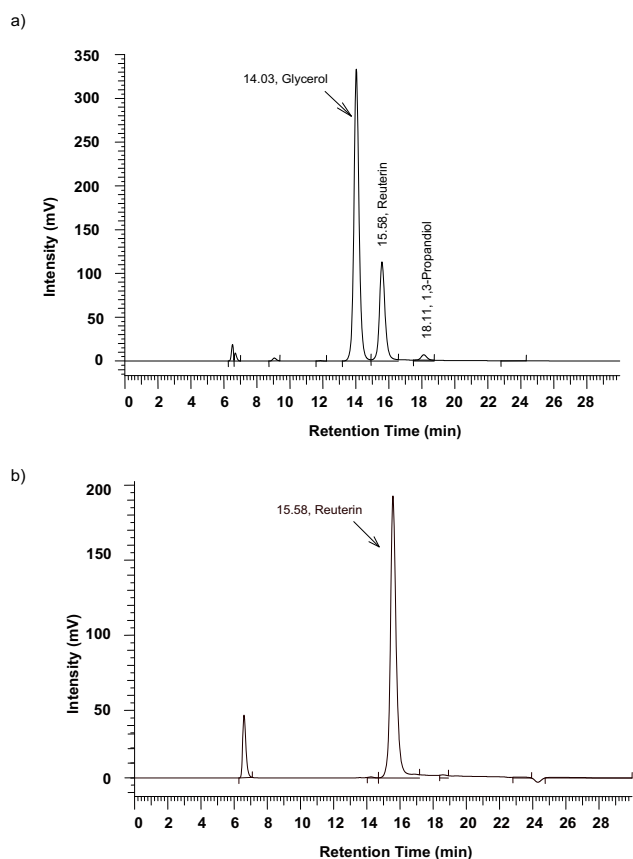 a)
350
300
250
200
150
100
50
0
Intensity (mV)
14.03, Glycerol
15.58, Reuterin
18.11, 1,3-Propandiol
0 2 4 6 8 10 12 14 16 18 20 22 24 26 28
Retention Time (min)
b)
200
150
100
50
0
Intensity (mV)
15.58, Reuterin
0 2 4 6 8 10 12 14 16 18 20 22 24 26 28
Retention Time (min)